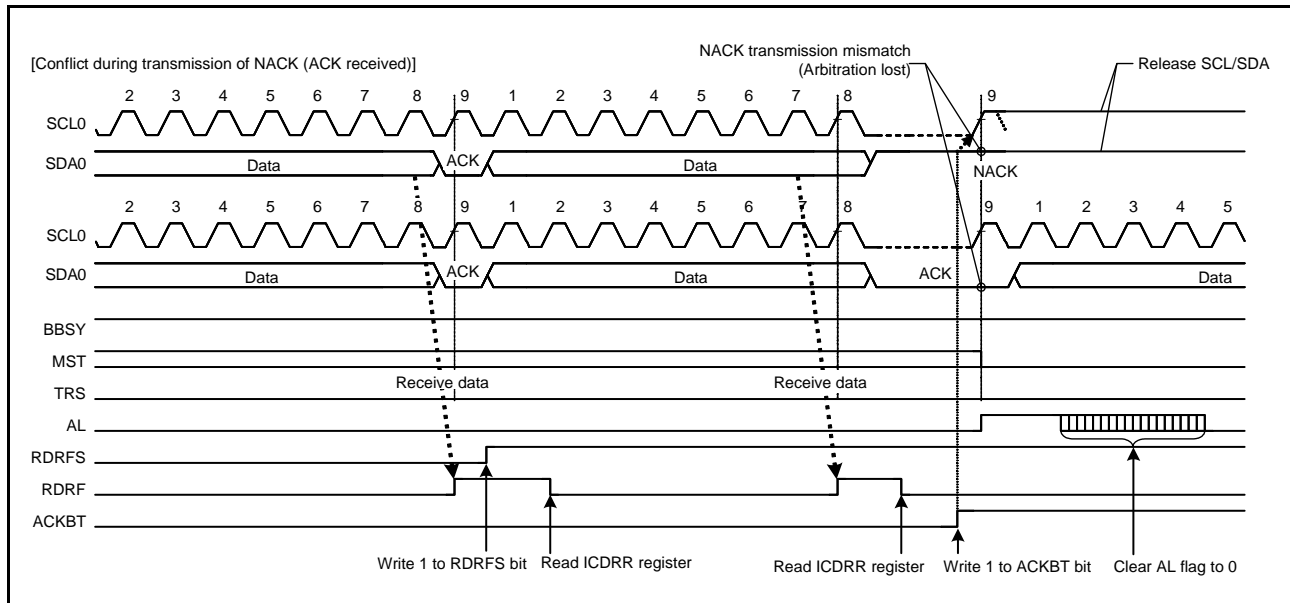 NACK transmission mismatch
(Arbitration lost)
Release SCL/SDA
[Conflict during transmission of NACK (ACK received)]
2 3 4 5 6 7 8 9 1 2 3 4 5 6 7 8 9
SCL0
SDA0 Data ACK Data NACK
2 3 4 5 6 7 8 9 1 2 3 4 5 6 7 8 9 1 2 3 4 5
SCL0
SDA0 Data ACK Data ACK Data
BBSY
MST
Receive data Receive data
TRS
AL
RDRFS
RDRF
ACKBT
Write 1 to RDRFS bit Read ICDRR register Read ICDRR register Write 1 to ACKBT bit Clear AL flag to 0